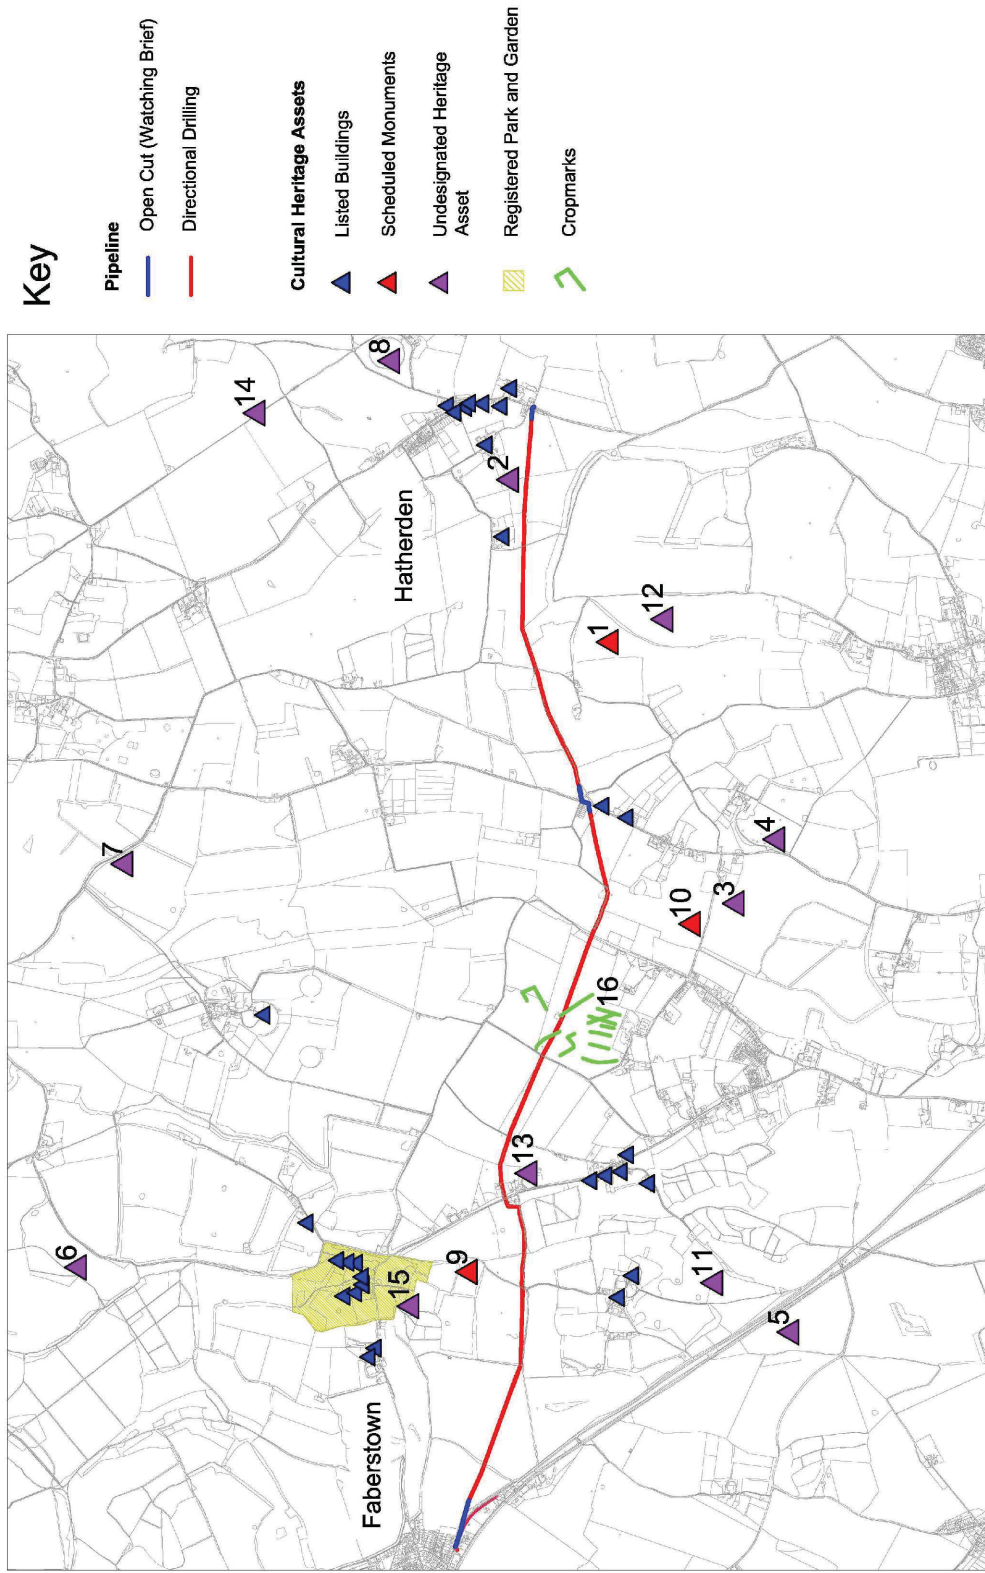 Key
Pipeline
Open Cut (Watching Brief)
Directional Drilling
Cultural Heritage Assets
Listed Buildings
Scheduled Monuments
Undesignated Heritage
Asset
Registered Park and Garden
Cropmarks
6
7
14
8
15
Faberstown
9
13
16
Hatherden
2
1
12
10
3
4
11
5